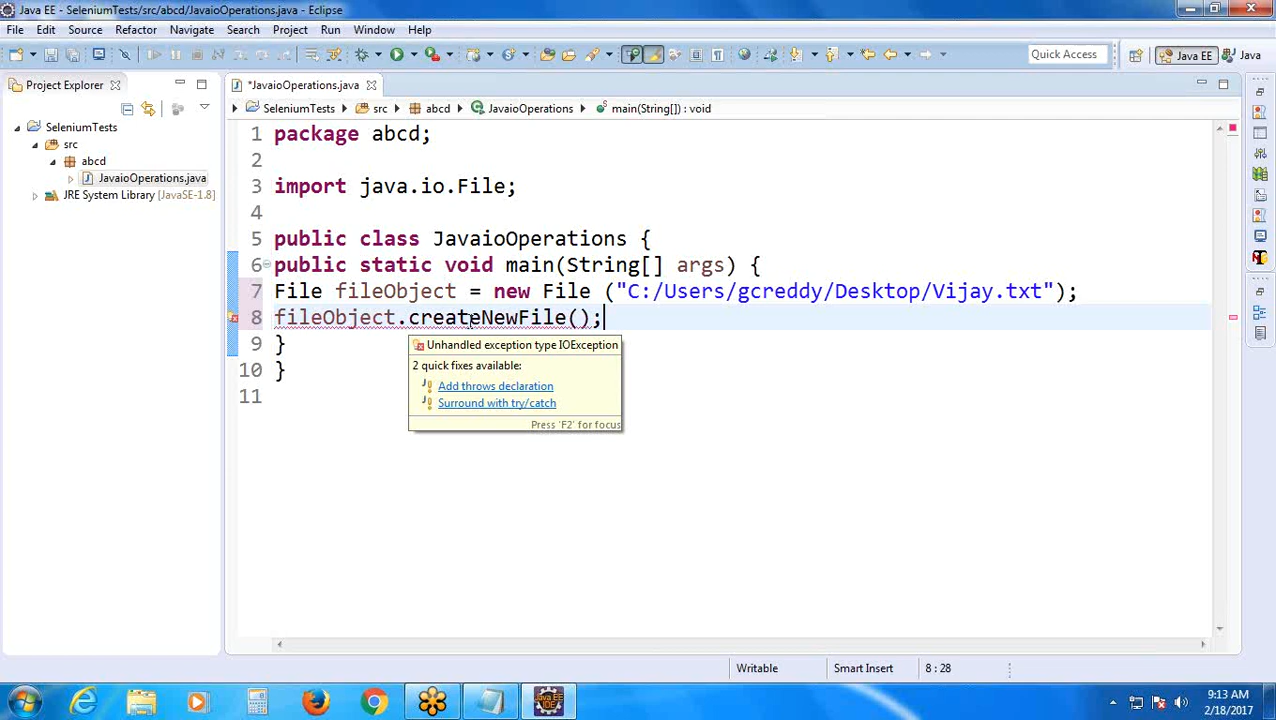 Java EE - SeleniumTests/src/abcd/JavaioOperations.java - Eclipse
File Edit Source Refactor Navigate Search Project Run Window Help
Quick Access
Java EE
Java
Project Explorer
*JavaioOperations.java
SeleniumTests
src
abcd
JavaioOperations
main(String[]) : void
SeleniumTests
src
abcd
JavaioOperations.java
JRE System Library [JavaSE-1.8]
1 package abcd;
2
3 import java.io.File;
4
5 public class JavaioOperations {
6 public static void main(String[] args) {
7 File fileObject = new File ("C:/Users/gcreddy/Desktop/Vijay.txt");
8 fileObject.createNewFile();
9 }
10 }
11
Unhandled exception type IOException
2 quick fixes available:
Add throws declaration
Surround with try/catch
Press 'F2' for focus
Writable
Smart Insert
8 : 28
Java EE
IDE
9:13 AM
2/18/2017